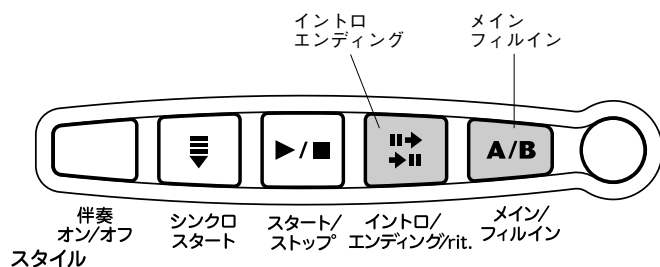 イントロ
エンディング
メイン
フィルイン
▶/■
A/B
伴奏
オン/オフ
シンクロ
スタート
スタート/
ストップ
イントロ/
エンディング/rit.
メイン/
フィルイン
スタイル